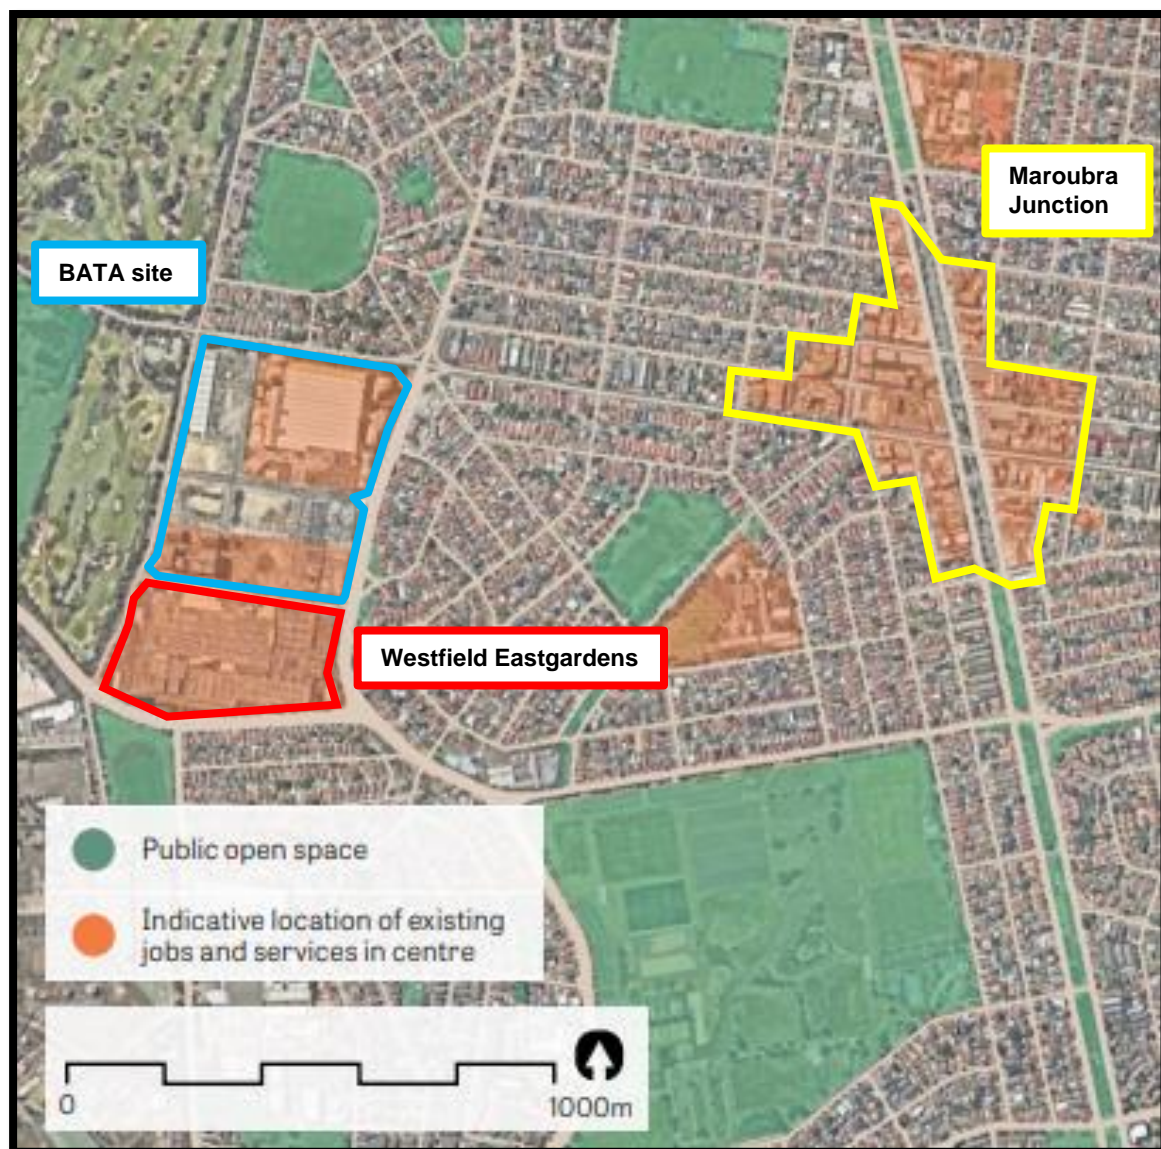 Maroubra
Junction
BATA site
Westfield Eastgardens
Public open space
Indicative location of existing
jobs and services in centre
0
1000m